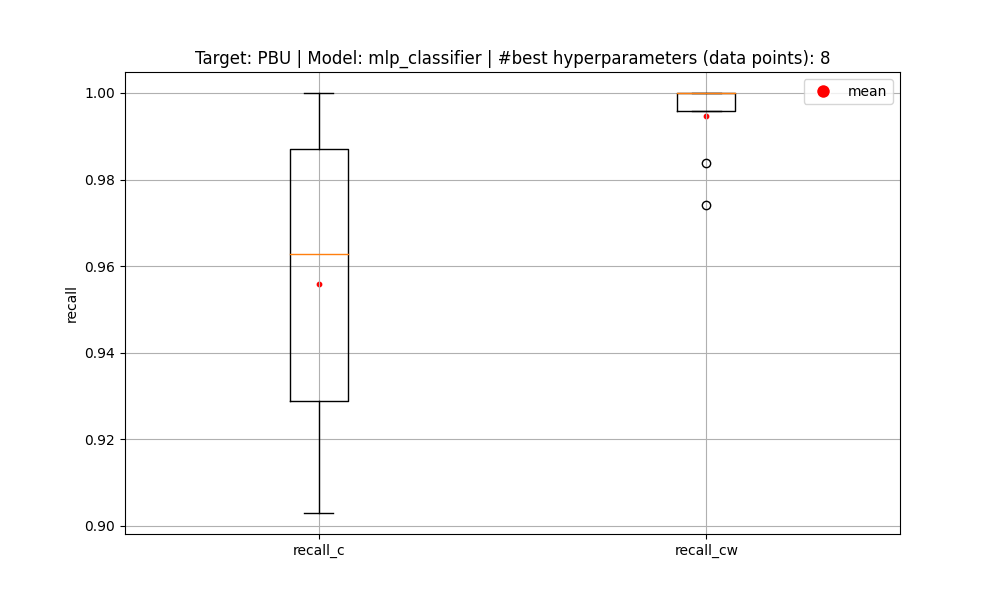 Target: PBU | Model: mlp_classifier | #best hyperparameters (data points): 8
mean
1.00
0.98
0.96
0.94
0.92
0.90
recall
recall_c
recall_cw